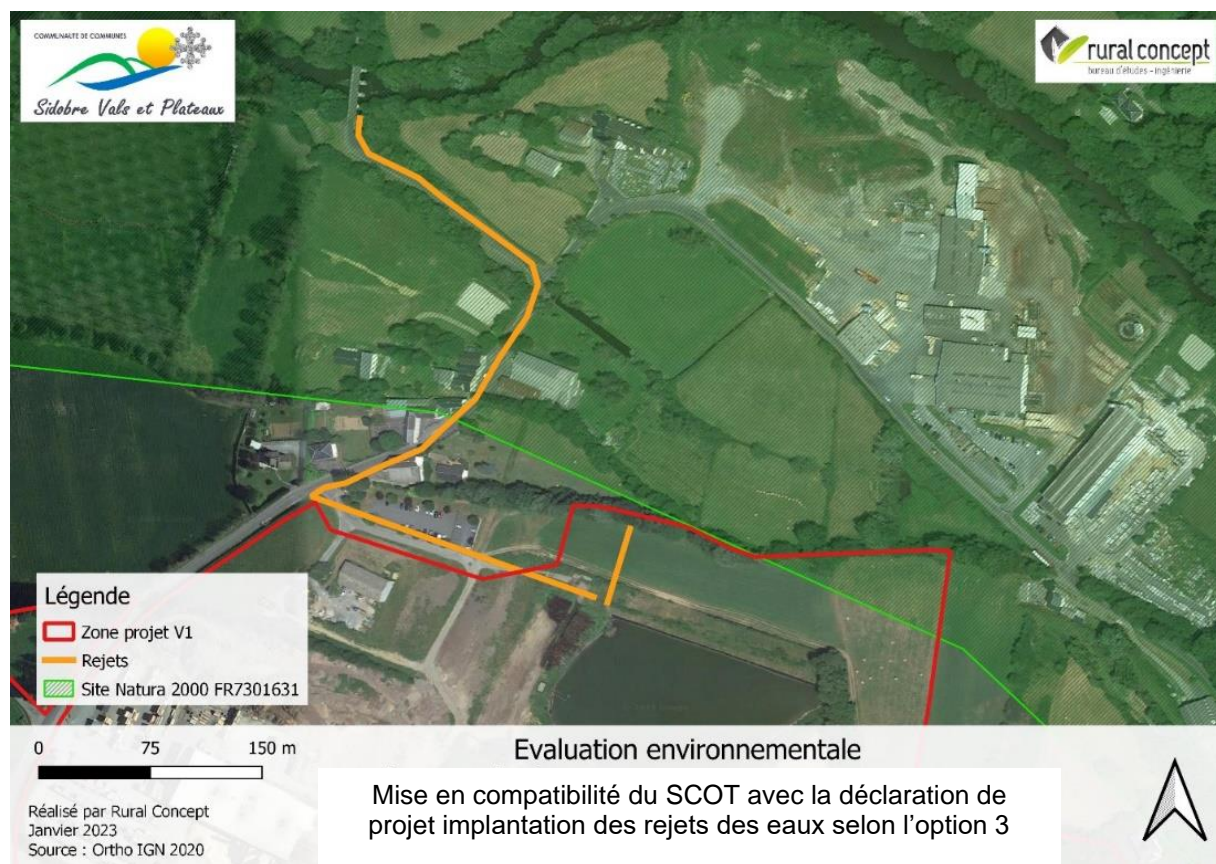 COMMUNAUTE DE COMMUNES
Sidobre Vals et Plateaux
rural concept
bureau d'études - ingénierie
Légende
Zone projet V1
Rejets
Site Natura 2000 FR7301631
0 75 150 m
Réalisé par Rural Concept
Janvier 2023
Source : Ortho IGN 2020
Evaluation environnementale
Mise en compatibilité du SCOT avec la déclaration de
projet implantation des rejets des eaux selon l'option 3